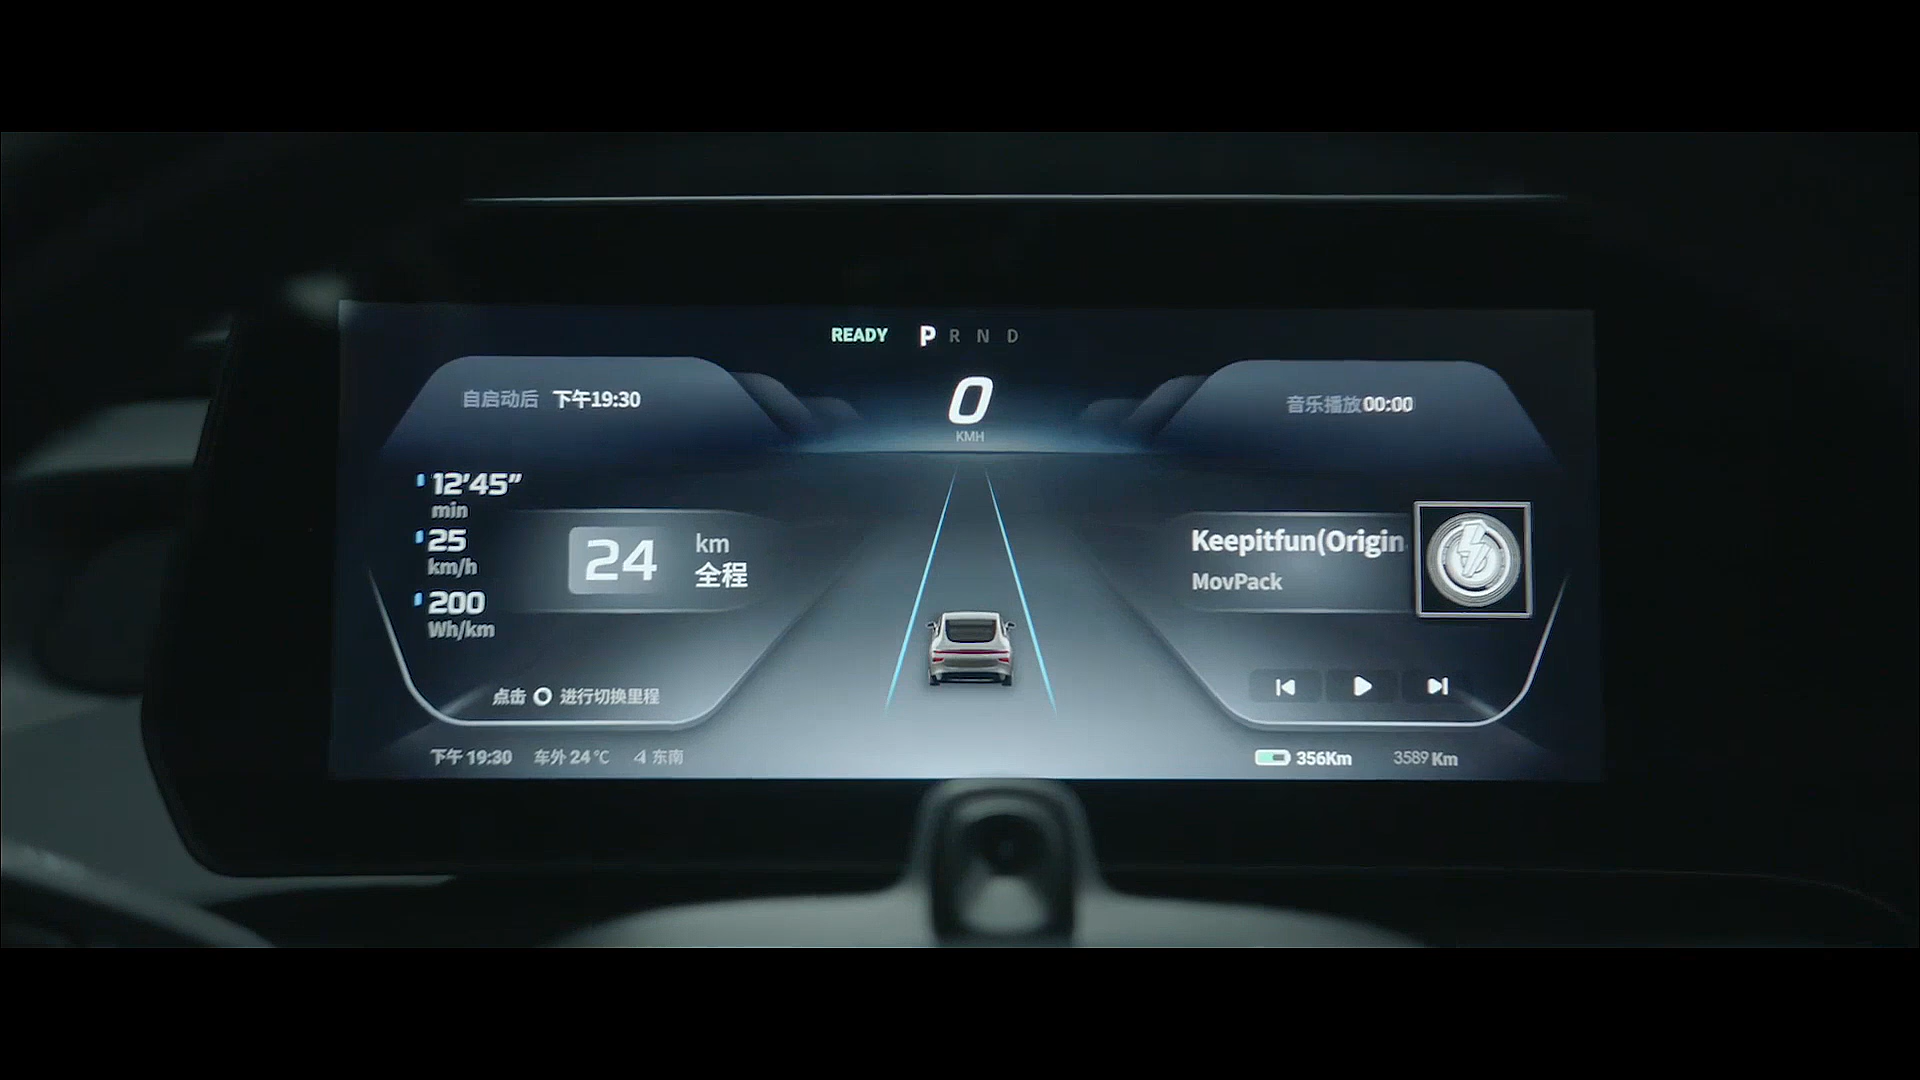 READY P R N D
0
KMH
自启动后 下午19:30
12'45"
min
25
km/h
200
Wh/km
24
km
全程
点击 进行切换里程
音乐播放00:00
Keepitfun(Origin
MovPack
下午 19:30 车外 24℃ 东南
356Km 3589 Km